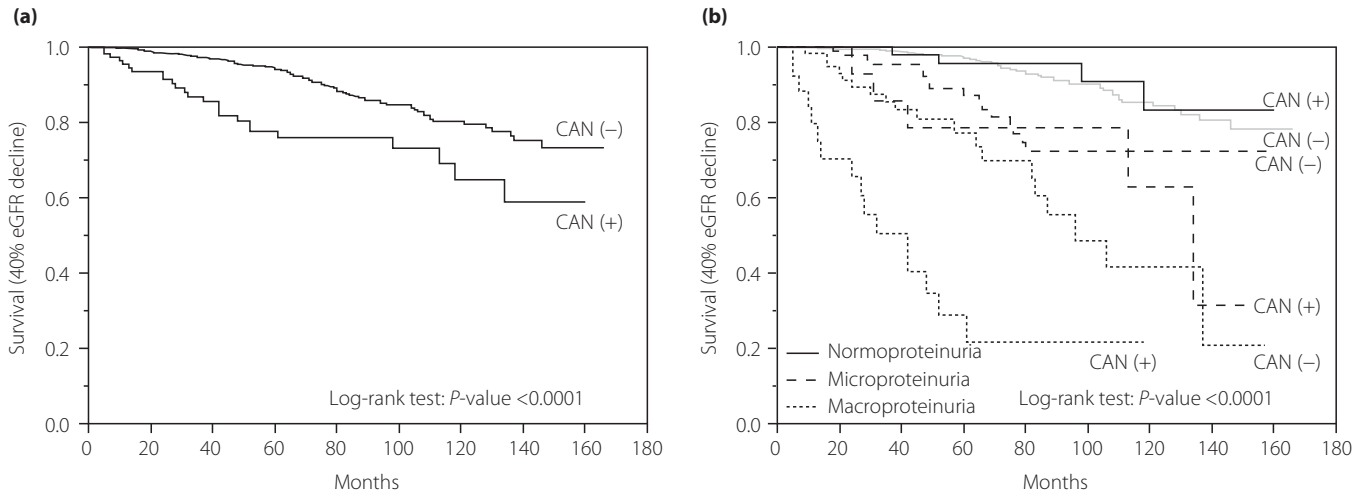 (a)
1.0
0.8
0.6
0.4
0.2
0.0
Survival (40% eGFR decline)
CAN (−)
CAN (+)
Log-rank test: P-value <0.0001
0 20 40 60 80 100 120 140 160 180
Months
(b)
1.0
0.8
0.6
0.4
0.2
0.0
Survival (40% eGFR decline)
CAN (+)
CAN (−)
CAN (−)
CAN (+)
CAN (+)
CAN (−)
Normoproteinuria
Microproteinuria
Macroproteinuria
Log-rank test: P-value <0.0001
0 20 40 60 80 100 120 140 160 180
Months